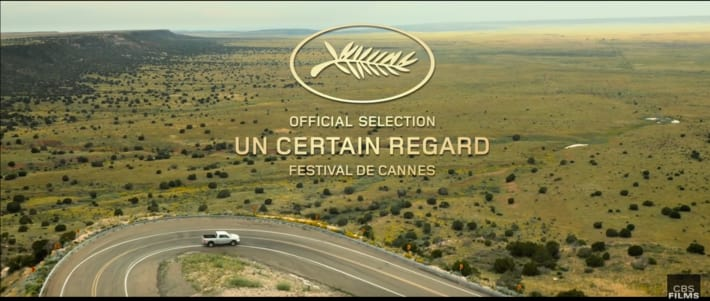 OFFICIAL SELECTION
UN CERTAIN REGARD
FESTIVAL DE CANNES
CBS
FILMS